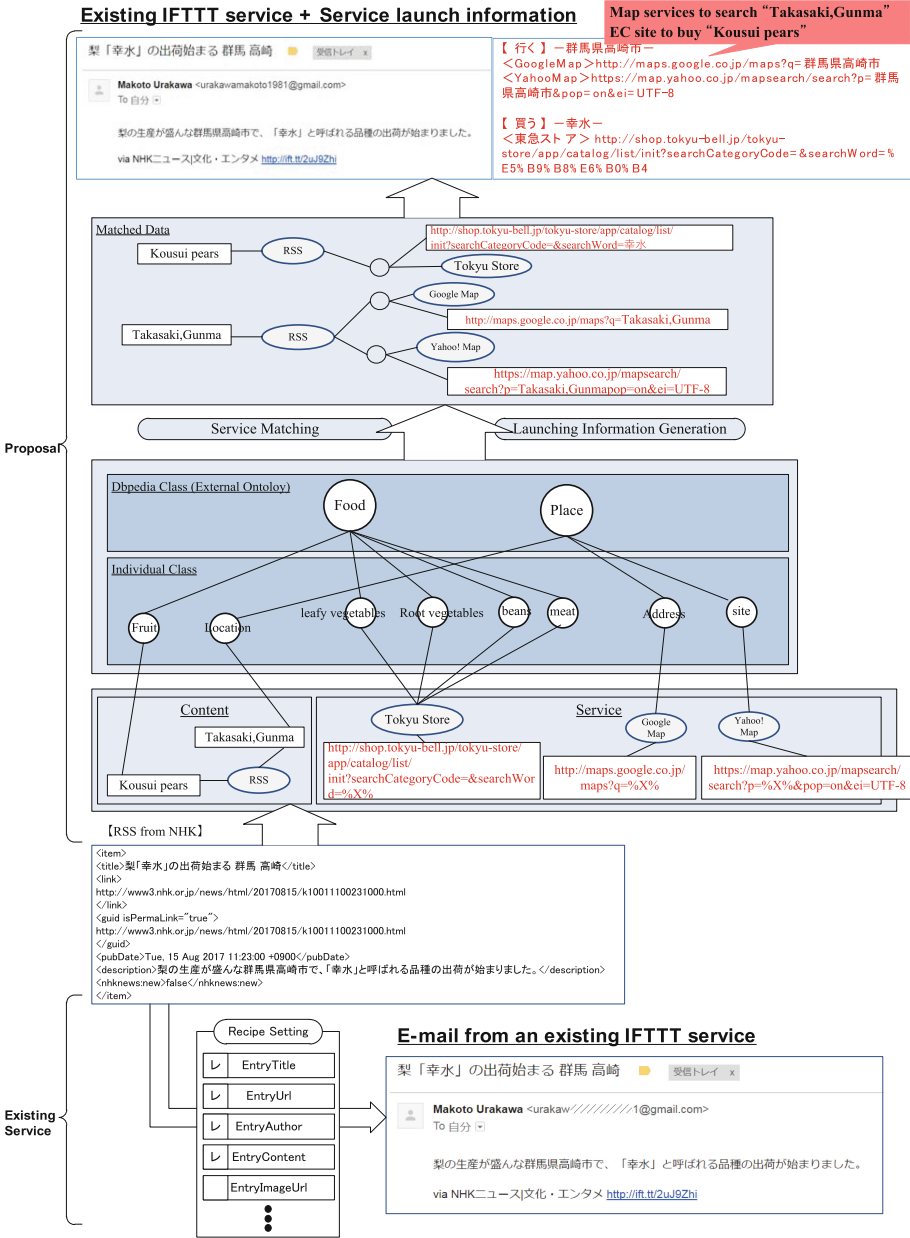 Existing IFTTT service + Service launch information
Map services to search “Takasaki,Gunma”
EC site to buy “Kousui pears”
梨「幸水」の出荷始まる 群馬 高崎
受信トレイ x
Makoto Urakawa <urakawamakoto1981@gmail.com>
To 自分
梨の生産が盛んな群馬県高崎市で、「幸水」と呼ばれる品種の出荷が始まりました。
via NHKニュース|文化・エンタメ http://ift.tt/2uJ9Zhi
【 行く 】 －群馬県高崎市－
＜GoogleMap＞http://maps.google.co.jp/maps?q= 群馬県高崎市
＜YahooMap＞https://map.yahoo.co.jp/mapsearch/search?p= 群馬
県高崎市&pop= on&ei= UTF-8
【 買う 】 －幸水－
＜東急スト ア＞ http://shop.tokyu-bell.jp/tokyu-
store/app/catalog/list/init?searchCategoryCode= &searchWord= %
E5% B9% B8% E6% B0% B4
Matched Data
Kousui pears
RSS
http://shop.tokyu-bell.jp/tokyu-store/app/catalog/list/
init?searchCategoryCode=&searchWord=幸水
Tokyu Store
Google Map
http://maps.google.co.jp/maps?q=Takasaki,Gunma
Takasaki,Gunma
RSS
Yahoo! Map
https://map.yahoo.co.jp/mapsearch/
search?p=Takasaki,Gunmapop=on&ei=UTF-8
Service Matching
Launching Information Generation
Proposal
Dbpedia Class (External Ontoloy)
Food
Place
Individual Class
Fruit
Location
leafy vegetables
Root vegetables
beans
meat
Address
site
Content
Takasaki,Gunma
Kousui pears
RSS
Service
Tokyu Store
http://shop.tokyu-bell.jp/tokyu-store/
app/catalog/list/
init?searchCategoryCode=&searchWor
d=%X%
Google
Map
http://maps.google.co.jp/
maps?q=%X%
Yahoo!
Map
https://map.yahoo.co.jp/mapsearch/
search?p=%X%&pop=on&ei=UTF-8
【RSS from NHK】
<item>
<title>梨「幸水」の出荷始まる 群馬 高崎</title>
<link>
http://www3.nhk.or.jp/news/html/20170815/k10011100231000.html
</link>
<guid isPermaLink="true">
http://www3.nhk.or.jp/news/html/20170815/k10011100231000.html
</guid>
<pubDate>Tue, 15 Aug 2017 11:23:00 +0900</pubDate>
<description>梨の生産が盛んな群馬県高崎市で、「幸水」と呼ばれる品種の出荷が始まりました。</description>
<nhknews:new>false</nhknews:new>
</item>
Existing
Service
Recipe Setting
レ EntryTitle
レ EntryUrl
レ EntryAuthor
レ EntryContent
EntryImageUrl
E-mail from an existing IFTTT service
梨「幸水」の出荷始まる 群馬 高崎
受信トレイ x
Makoto Urakawa <urakaw//////////1@gmail.com>
To 自分
梨の生産が盛んな群馬県高崎市で、「幸水」と呼ばれる品種の出荷が始まりました。
via NHKニュース|文化・エンタメ http://ift.tt/2uJ9Zhi